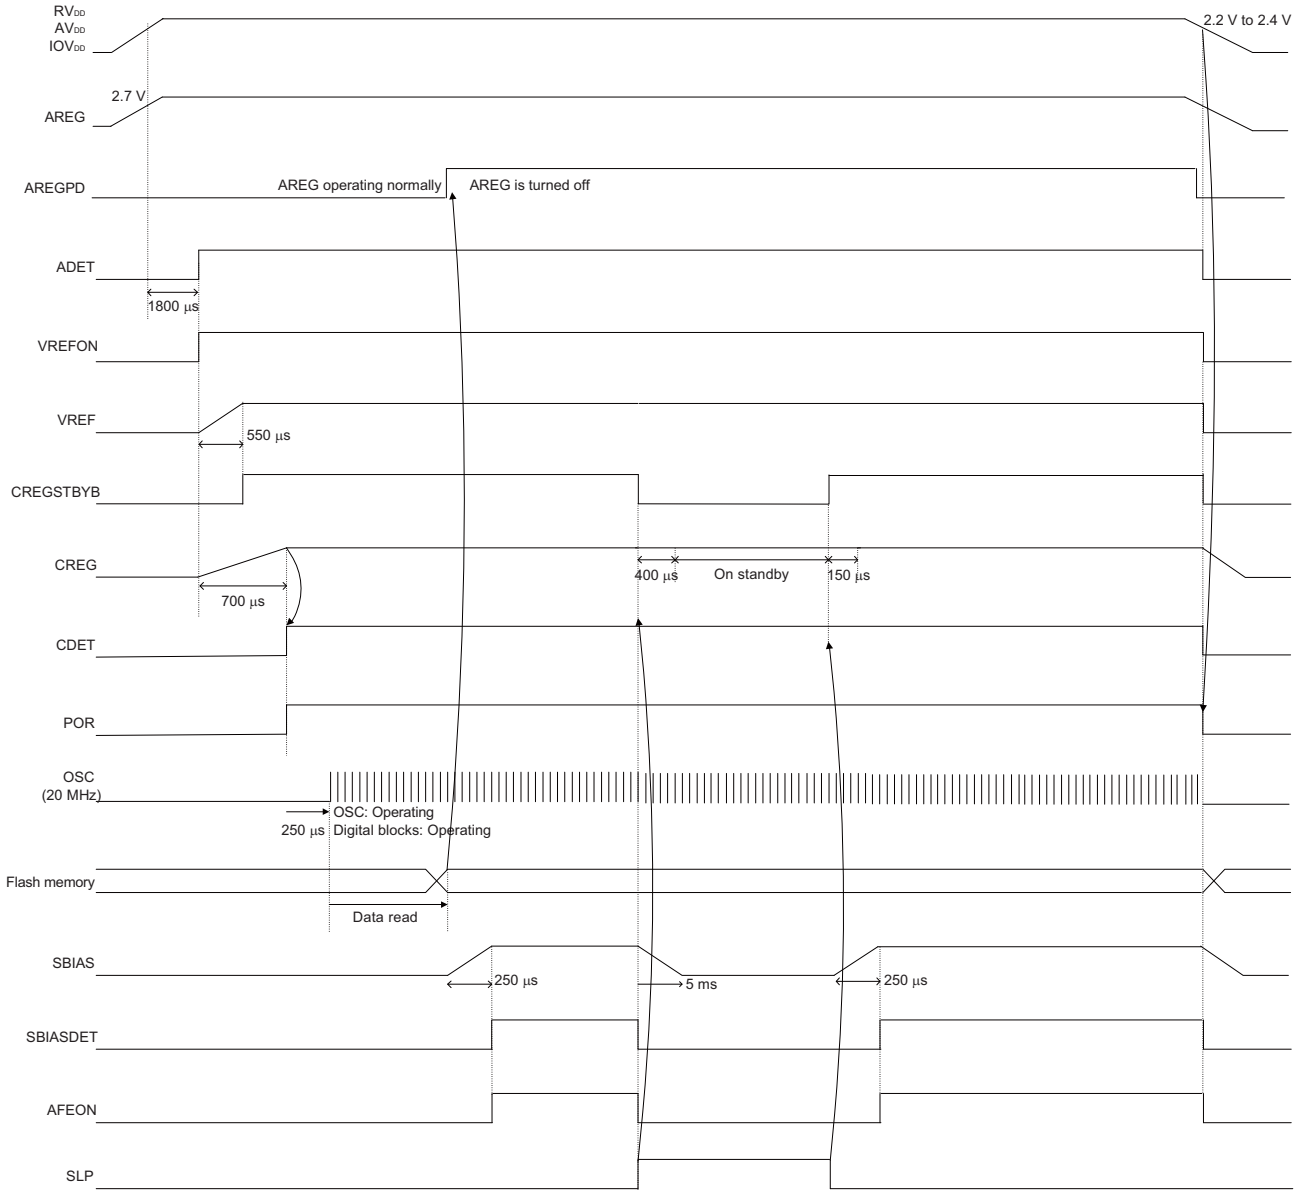 RVDD
AVDD
IOVDD
2.2 V to 2.4 V
2.7 V
AREG
AREGPD
AREG operating normally
AREG is turned off
ADET
1800 μs
VREFON
VREF
550 μs
CREGSTBYB
CREG
400 μs
On standby
150 μs
700 μs
CDET
POR
OSC
(20 MHz)
OSC: Operating
250 μs Digital blocks: Operating
Flash memory
Data read
SBIAS
250 μs
5 ms
250 μs
SBIASDET
AFEON
SLP